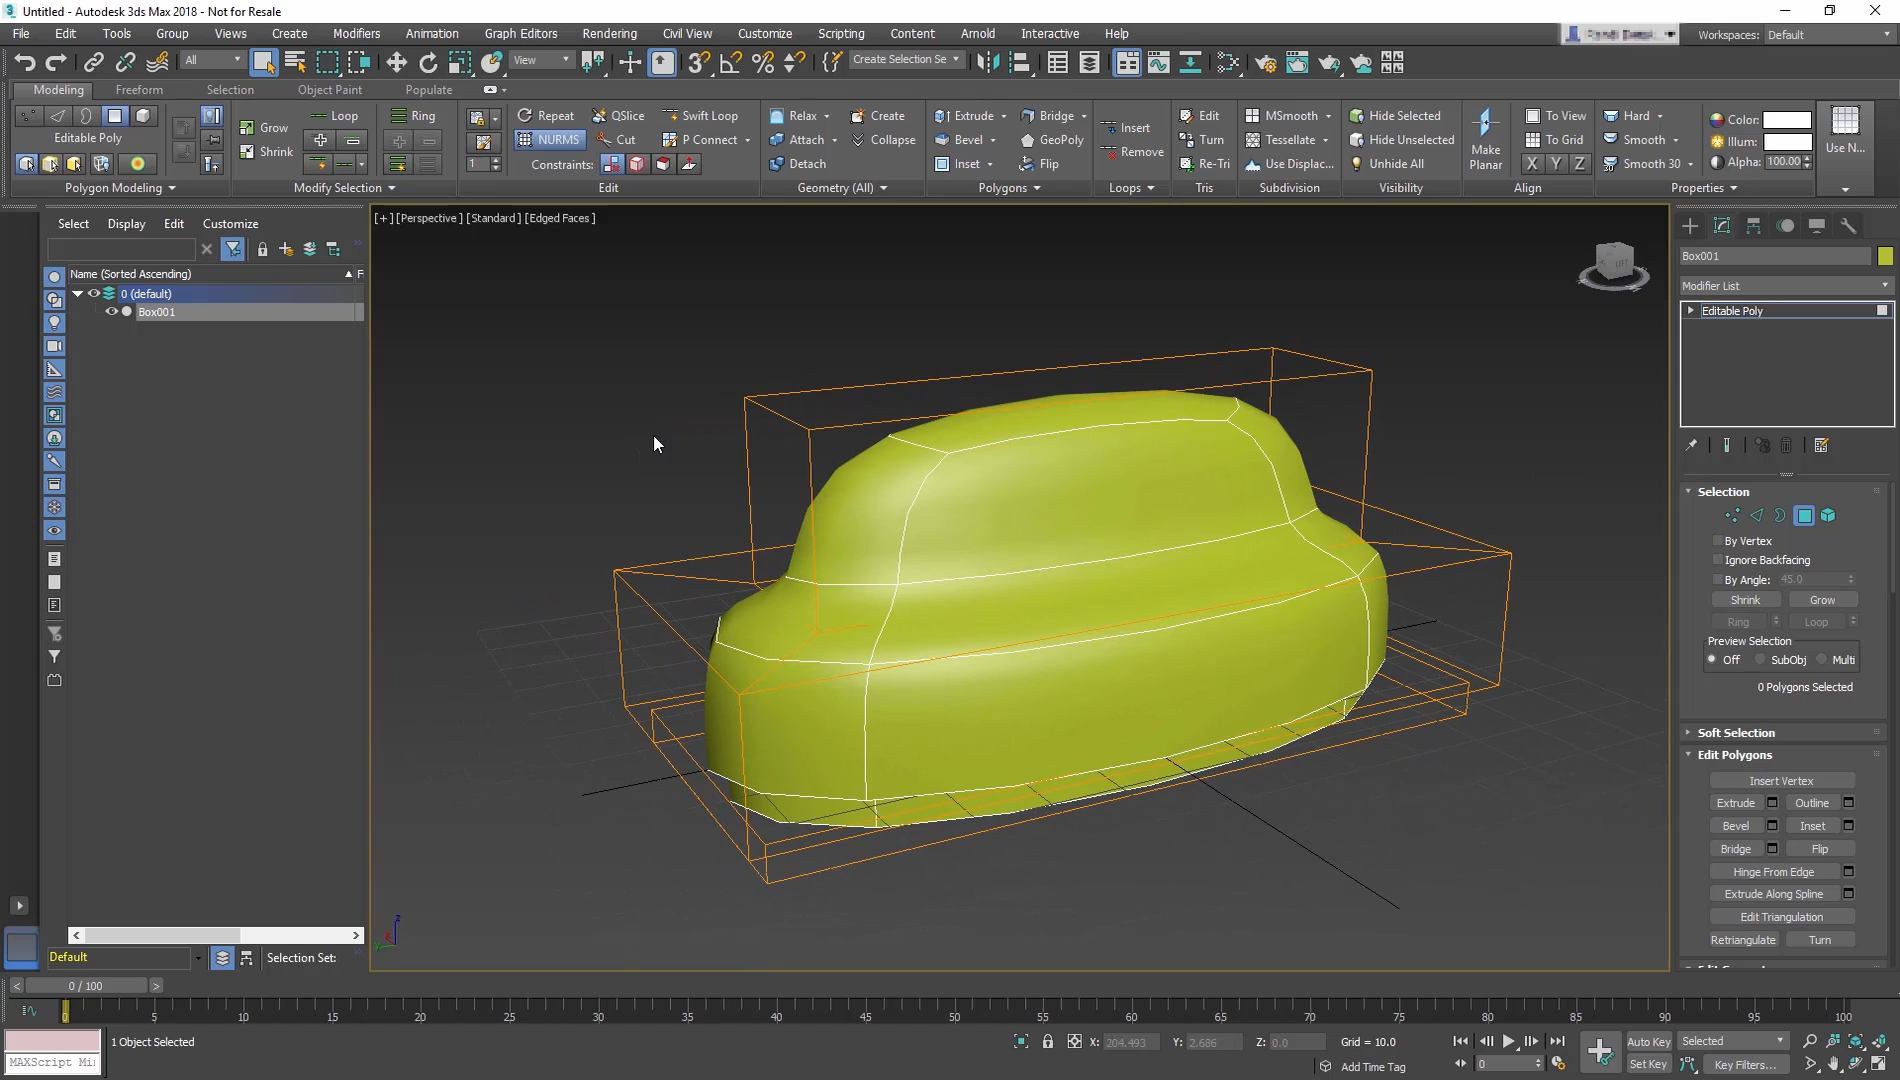 Untitled - Autodesk 3ds Max 2018 - Not for Resale
File Edit Tools Group Views Create Modifiers Animation Graph Editors Rendering Civil View Customize Scripting Content Arnold Interactive Help Workspaces: Default
All View Create Selection Se
Modeling Freeform Selection Object Paint Populate
Loop Ring Repeat QSlice Swift Loop Relax Create Extrude Bridge Edit MSmooth Hide Selected To View Hard Color:
Editable Poly Grow NURMS Cut P Connect Attach Collapse Bevel GeoPoly Insert Turn Tessellate Hide Unselected Make Planar To Grid Smooth Illum: Use N...
Shrink 1 Constraints: Detach Inset Flip Remove Re-Tri Use Displac... Unhide All X Y Z Smooth 30 Alpha: 100.00
Polygon Modeling Modify Selection Edit Geometry (All) Polygons Loops Tris Subdivision Visibility Align Properties
Select Display Edit Customize
Name (Sorted Ascending) F
0 (default)
Box001
[+] [Perspective] [Standard] [Edged Faces]
LEFT
Box001
Modifier List
Editable Poly
Selection
By Vertex
Ignore Backfacing
By Angle: 45.0
Shrink Grow
Ring Loop
Preview Selection
Off SubObj Multi
0 Polygons Selected
Soft Selection
Edit Polygons
Insert Vertex
Extrude Outline
Bevel Inset
Bridge Flip
Hinge From Edge
Extrude Along Spline
Edit Triangulation
Retriangulate Turn
z
Default Selection Set:
< 0 / 100 >
0 5 10 15 20 25 30 35 40 45 50 55 60 65 70 75 80 85 90 95 100
1 Object Selected X: 204.493 Y: 2.686 Z: 0.0 Grid = 10.0 Auto Key Selected
MAXScript Mi Add Time Tag 0 Set Key Key Filters...